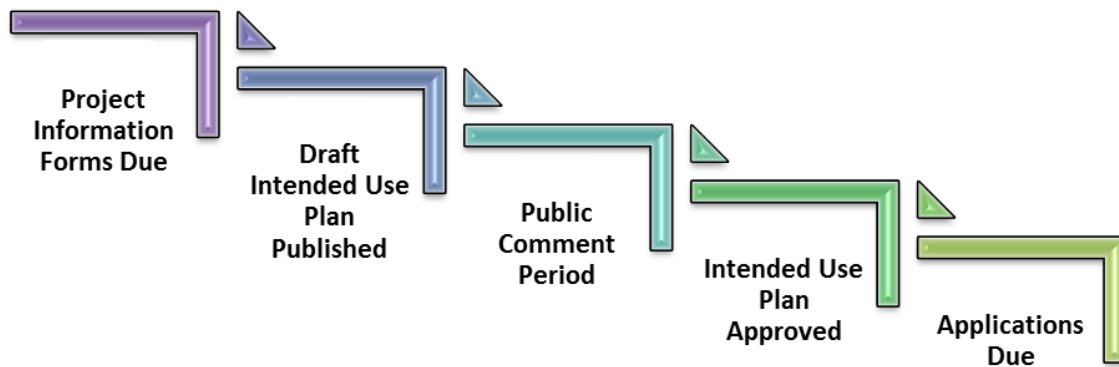 Project
Information
Forms Due
Draft
Intended Use
Plan
Published
Public
Comment
Period
Intended Use
Plan
Approved
Applications
Due